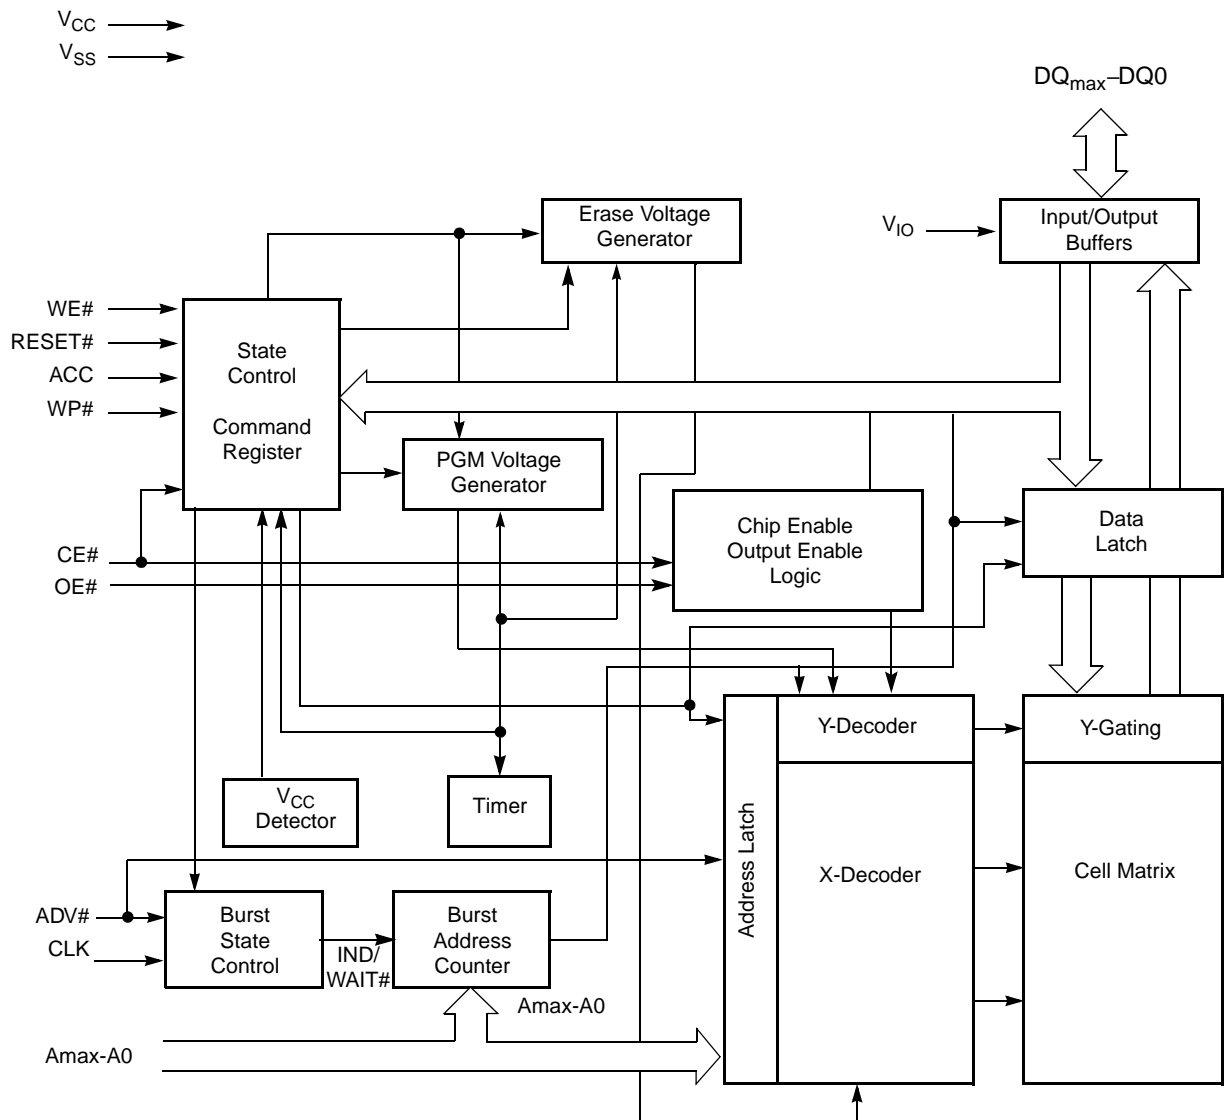 VCC
VSS
DQmax–DQ0
Erase Voltage
Generator
VIO
Input/Output
Buffers
WE#
RESET#
ACC
WP#
State
Control
Command
Register
PGM Voltage
Generator
Chip Enable
Output Enable
Logic
Data
Latch
CE#
OE#
Y-Decoder
Y-Gating
VCC
Detector
Timer
Address Latch
X-Decoder
Cell Matrix
ADV#
CLK
Burst
State
Control
IND/
WAIT#
Burst
Address
Counter
Amax-A0
Amax-A0